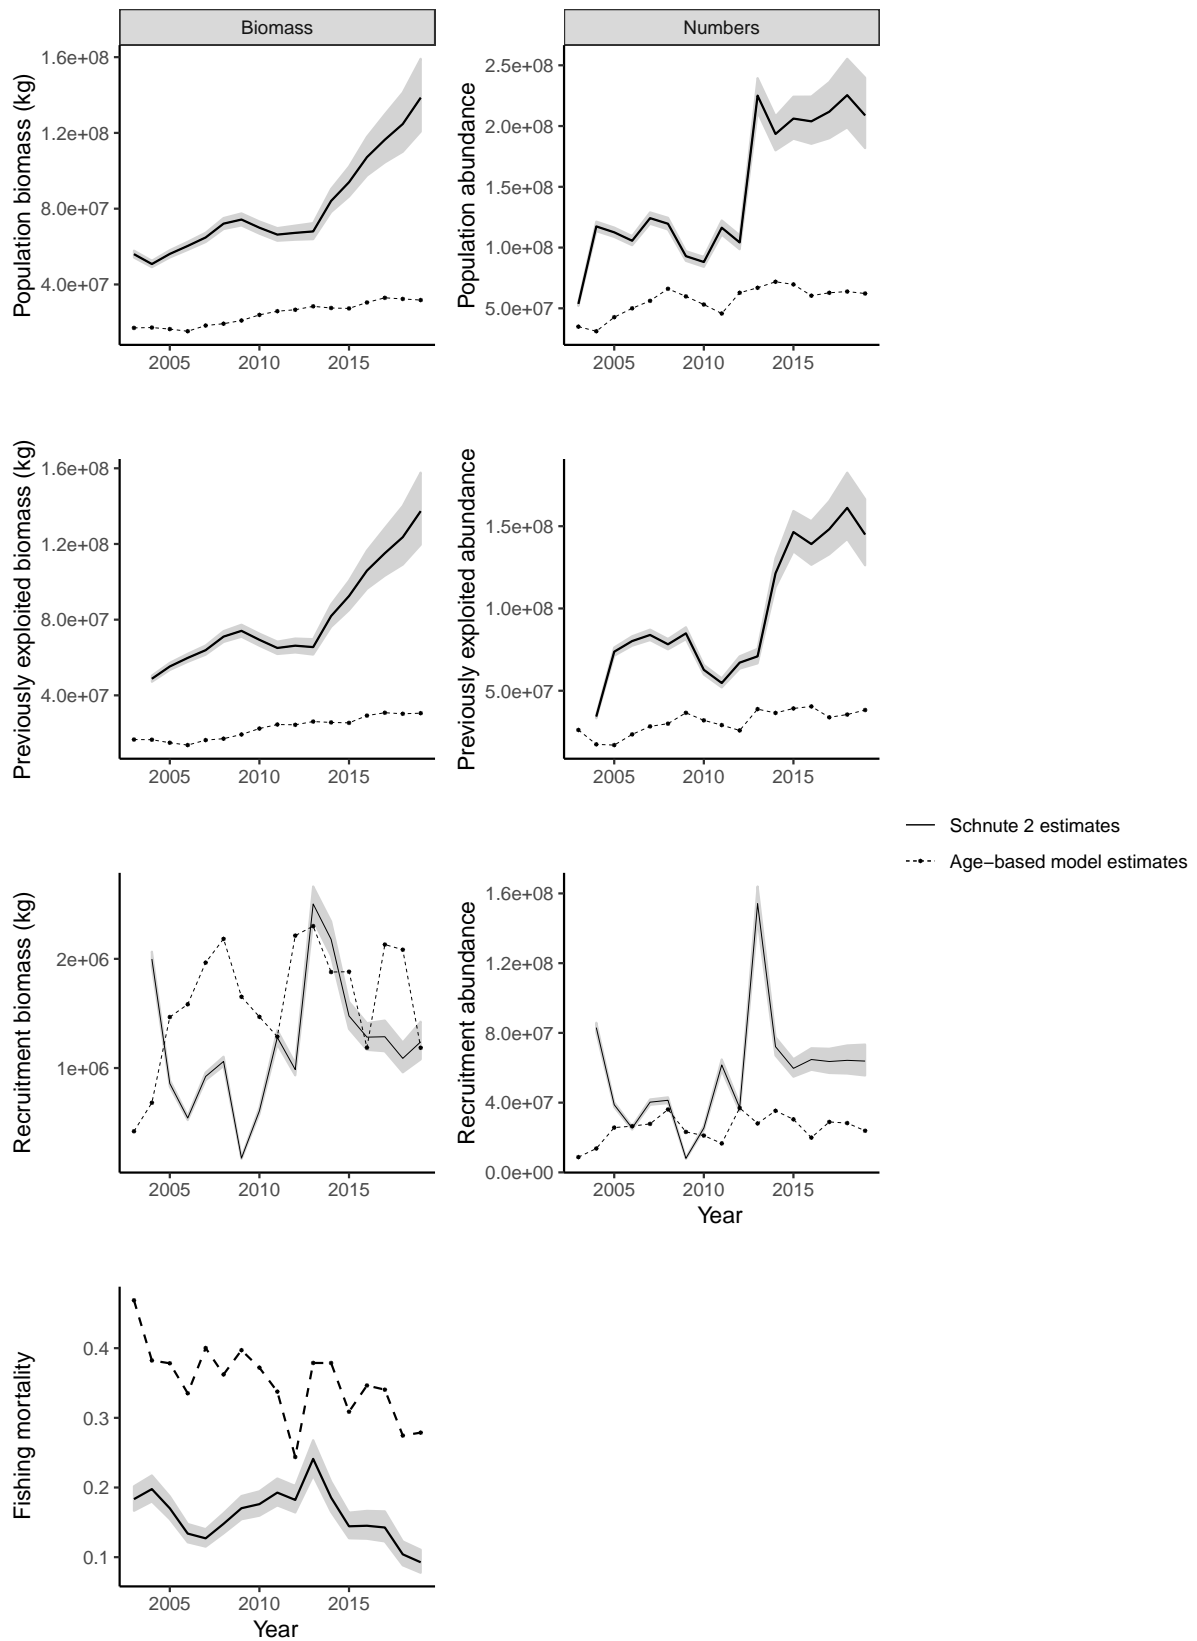 Biomass
Numbers
Population biomass (kg)
1.6e+08
1.2e+08
8.0e+07
4.0e+07
2005
2010
2015
Population abundance
2.5e+08
2.0e+08
1.5e+08
1.0e+08
5.0e+07
2005
2010
2015
Previously exploited biomass (kg)
1.6e+08
1.2e+08
8.0e+07
4.0e+07
2005
2010
2015
Previously exploited abundance
1.5e+08
1.0e+08
5.0e+07
2005
2010
2015
Schnute 2 estimates
Age−based model estimates
Recruitment biomass (kg)
2e+06
1e+06
2005
2010
2015
Recruitment abundance
1.6e+08
1.2e+08
8.0e+07
4.0e+07
0.0e+00
2005
2010
2015
Year
Fishing mortality
0.4
0.3
0.2
0.1
2005
2010
2015
Year